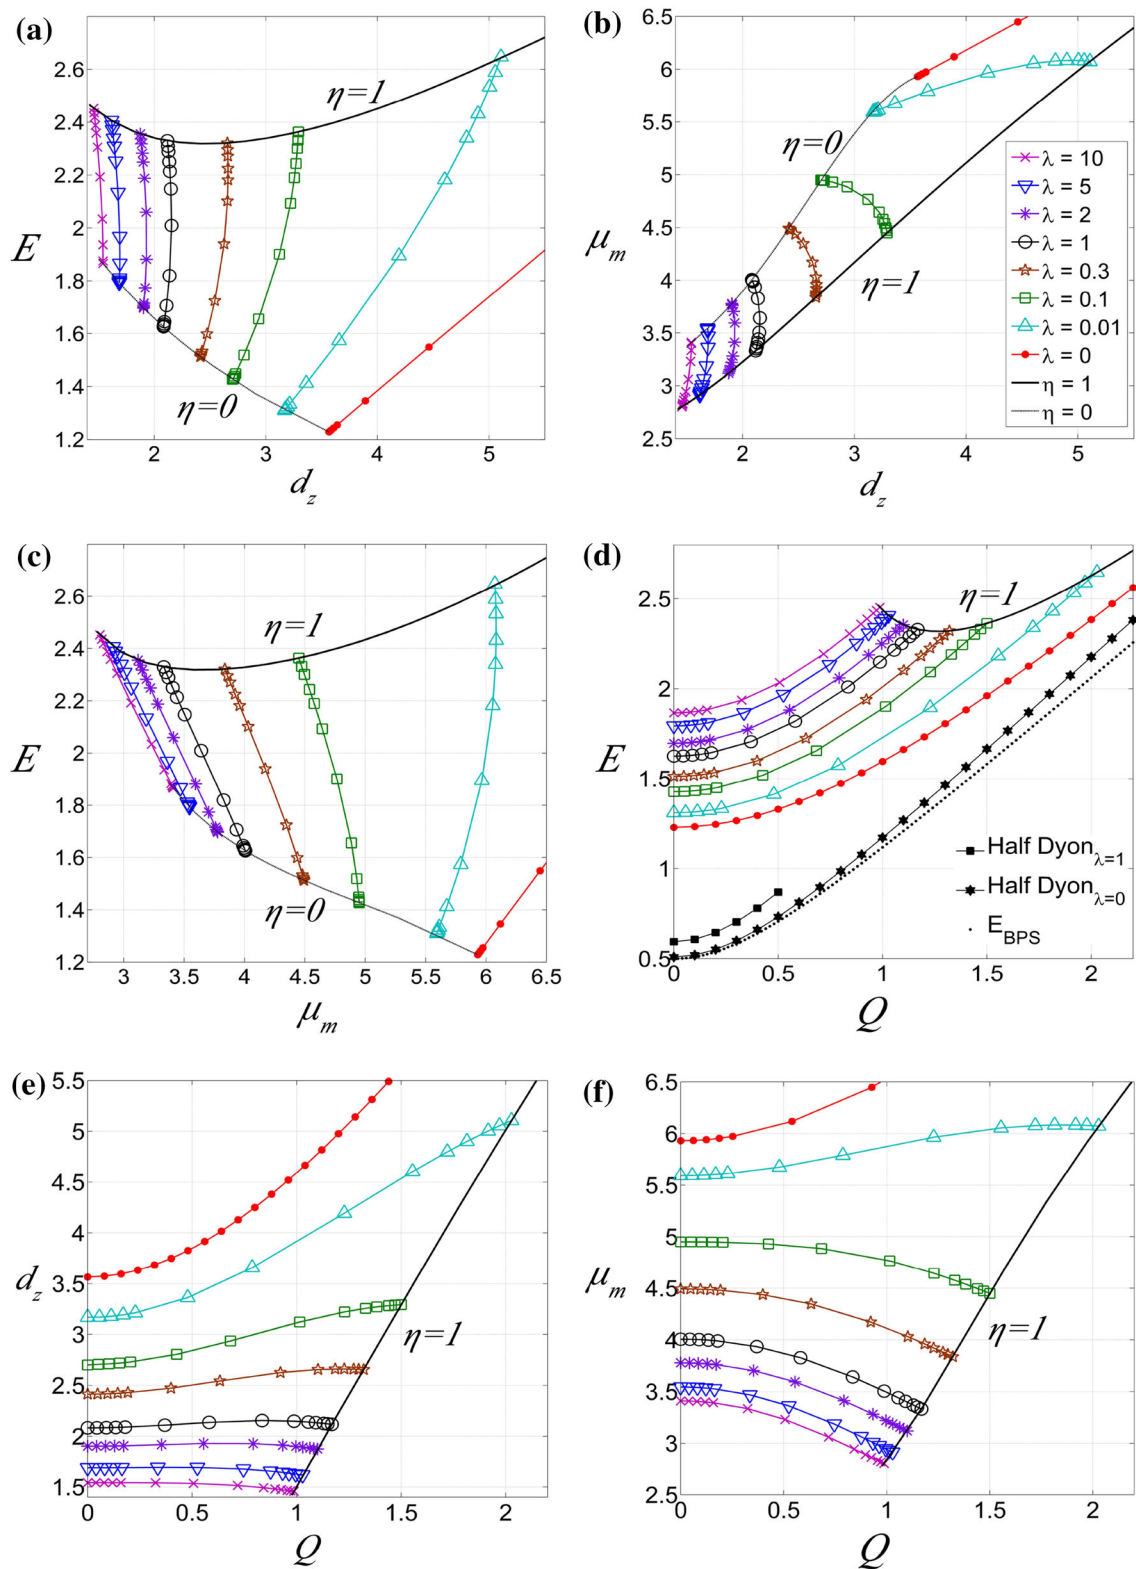 (a)
2.6
2.4
2.2
2
1.8
1.6
1.4
1.2
E
η=1
η=0
2 3 4 5
d_z
(b)
6.5
6
5.5
5
4.5
4
3.5
3
2.5
μ_m
η=0
η=1
λ = 10
λ = 5
λ = 2
λ = 1
λ = 0.3
λ = 0.1
λ = 0.01
λ = 0
η = 1
η = 0
2 3 4 5
d_z
(c)
2.6
2.4
2.2
2
1.8
1.6
1.4
1.2
E
η=1
η=0
3 3.5 4 4.5 5 5.5 6 6.5
μ_m
(d)
2.5
2
1.5
1
0.5
E
η=1
Half Dyon_λ=1
Half Dyon_λ=0
E_BPS
0 0.5 1 1.5 2
Q
(e)
5.5
5
4.5
4
3.5
3
2.5
2
1.5
d_z
η=1
0 0.5 1 1.5 2
Q
(f)
6.5
6
5.5
5
4.5
4
3.5
3
2.5
μ_m
η=1
0 0.5 1 1.5 2
Q